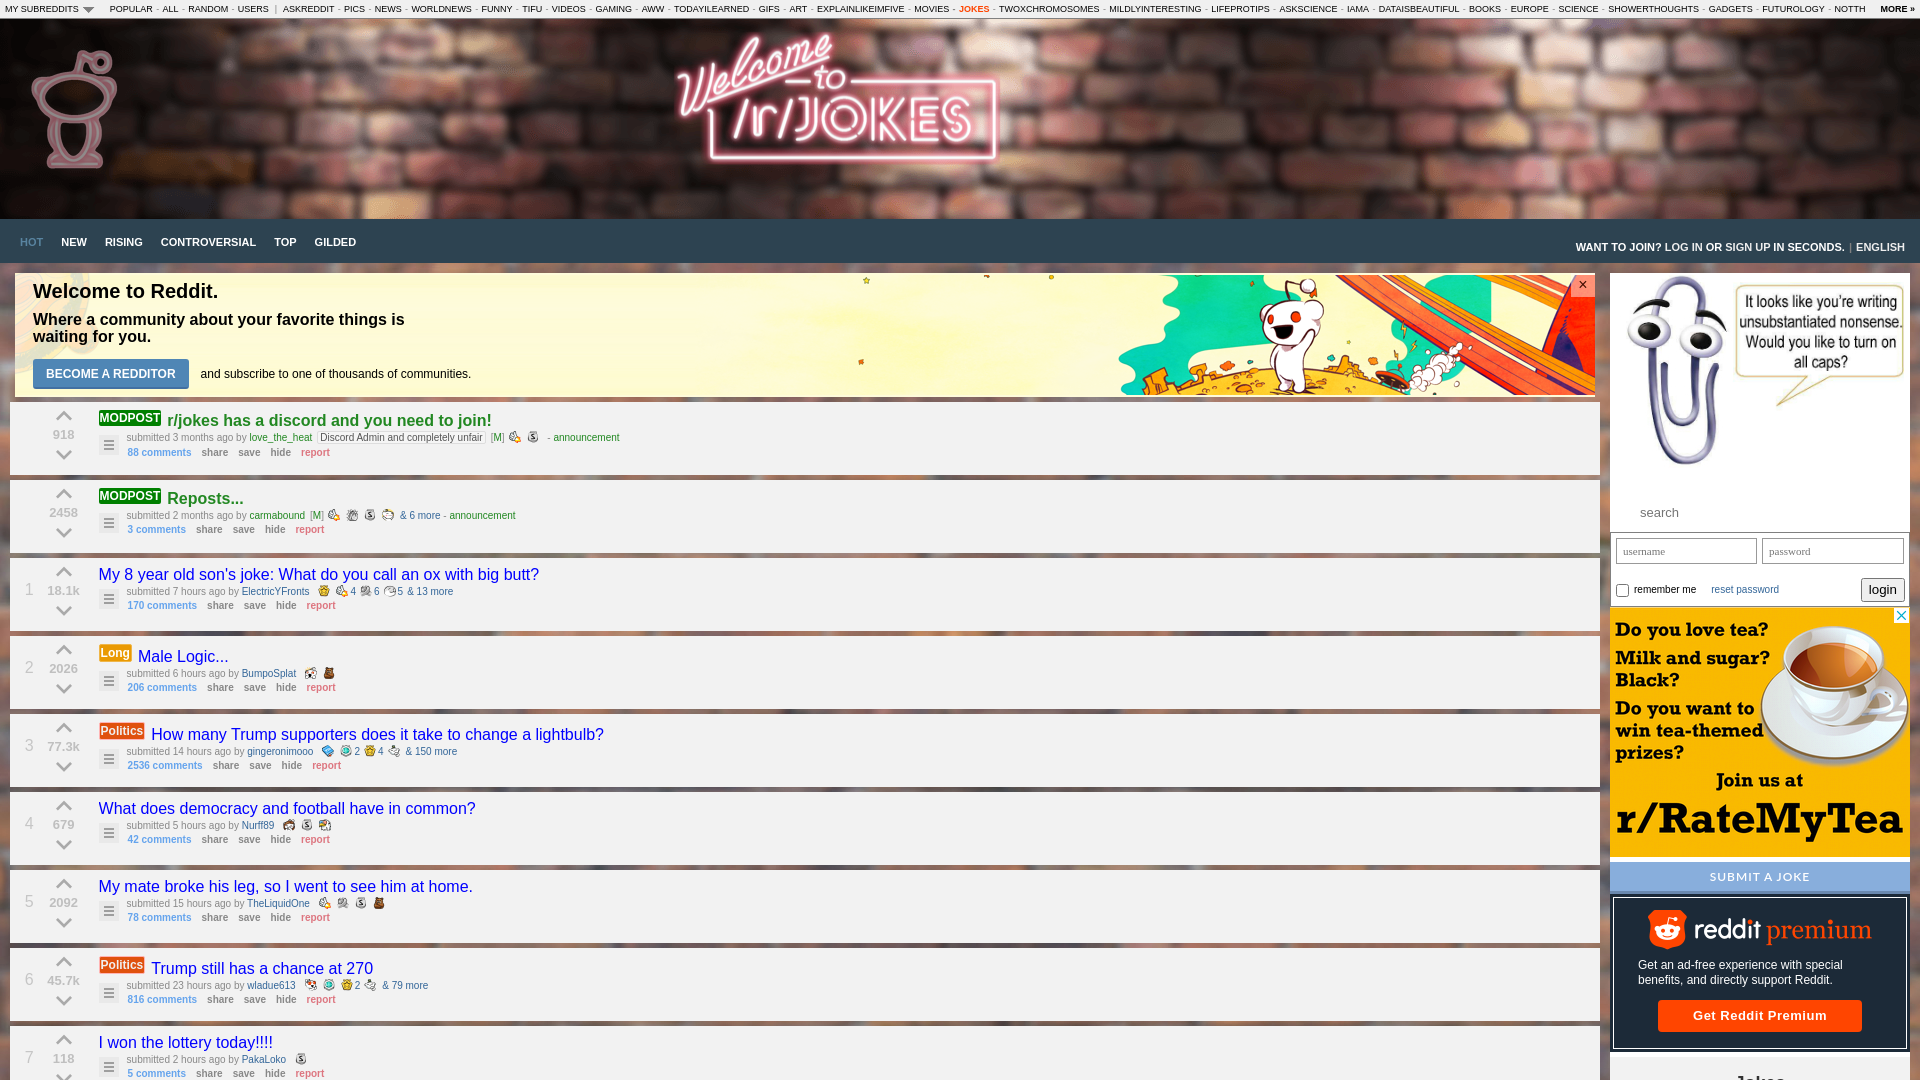 MY SUBREDDITS POPULAR - ALL - RANDOM - USERS | ASKREDDIT - PICS - NEWS - WORLDNEWS - FUNNY - TIFU - VIDEOS - GAMING - AWW - TODAYILEARNED - GIFS - ART - EXPLAINLIKEIMFIVE - MOVIES - JOKES - TWOXCHROMOSOMES - MILDLYINTERESTING - LIFEPROTIPS - ASKSCIENCE - IAMA - DATAISBEAUTIFUL - BOOKS - EUROPE - SCIENCE - SHOWERTHOUGHTS - GADGETS - FUTUROLOGY - NOTTH MORE »
Welcome
to
/r/JOKES
HOT NEW RISING CONTROVERSIAL TOP GILDED
WANT TO JOIN? LOG IN OR SIGN UP IN SECONDS. | ENGLISH
Welcome to Reddit.
Where a community about your favorite things is
waiting for you.
BECOME A REDDITOR and subscribe to one of thousands of communities.
×
918
MODPOST r/jokes has a discord and you need to join!
submitted 3 months ago by love_the_heat Discord Admin and completely unfair [M] - announcement
88 comments share save hide report
2458
MODPOST Reposts...
submitted 2 months ago by carmabound [M] & 6 more - announcement
3 comments share save hide report
1 18.1k
My 8 year old son's joke: What do you call an ox with big butt?
submitted 7 hours ago by ElectricYFronts 4 6 5 & 13 more
170 comments share save hide report
2 2026
Long Male Logic...
submitted 6 hours ago by BumpoSplat
206 comments share save hide report
3 77.3k
Politics How many Trump supporters does it take to change a lightbulb?
submitted 14 hours ago by gingeronimooo 2 4 & 150 more
2536 comments share save hide report
4 679
What does democracy and football have in common?
submitted 5 hours ago by Nurff89
42 comments share save hide report
5 2092
My mate broke his leg, so I went to see him at home.
submitted 15 hours ago by TheLiquidOne
78 comments share save hide report
6 45.7k
Politics Trump still has a chance at 270
submitted 23 hours ago by wladue613 2 & 79 more
816 comments share save hide report
7 118
I won the lottery today!!!!
submitted 2 hours ago by PakaLoko
5 comments share save hide report
It looks like you're writing
unsubstantiated nonsense.
Would you like to turn on
all caps?
search
username password
remember me reset password login
Do you love tea?
Milk and sugar?
Black?
Do you want to
win tea-themed
prizes?
Join us at
r/RateMyTea
SUBMIT A JOKE
reddit premium
Get an ad-free experience with special
benefits, and directly support Reddit.
Get Reddit Premium
Jokes